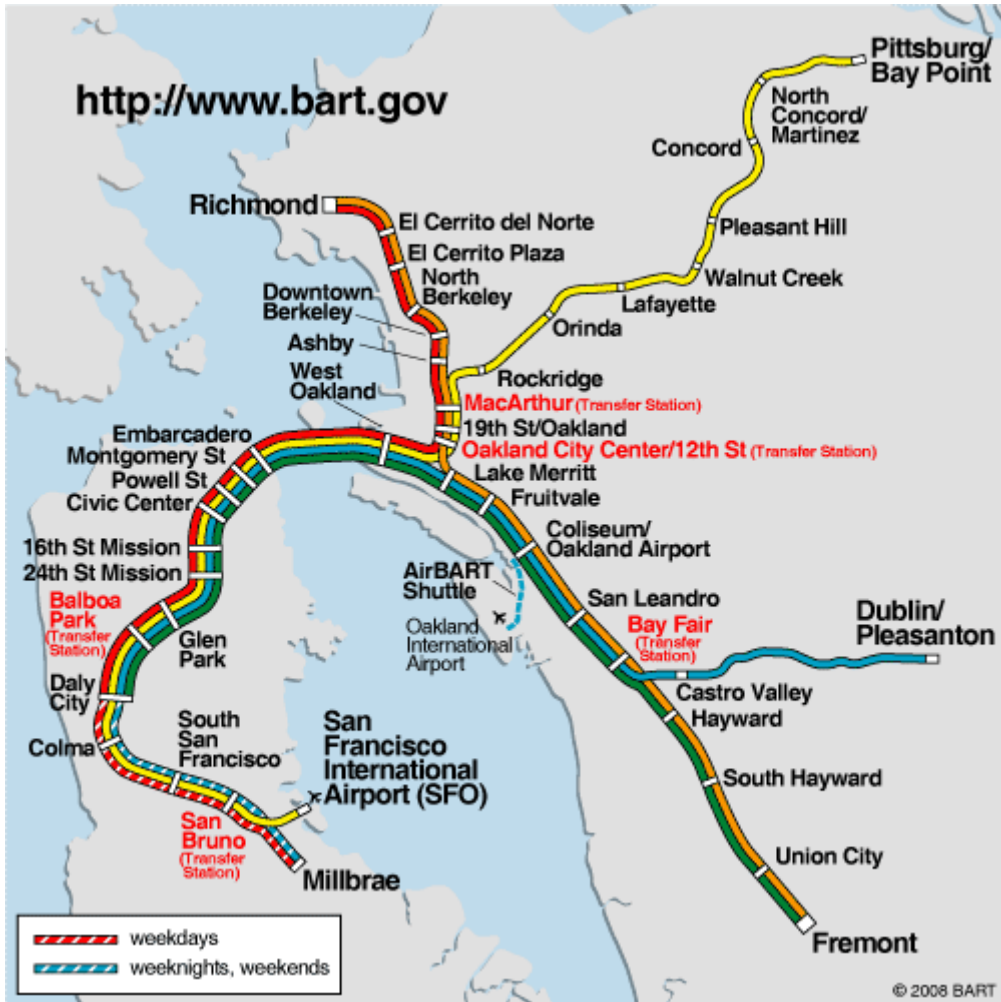 http://www.bart.gov
Pittsburg/
Bay Point
North
Concord/
Martinez
Concord
Pleasant Hill
Walnut Creek
Lafayette
Orinda
Rockridge
Richmond
El Cerrito del Norte
El Cerrito Plaza
North
Berkeley
Downtown
Berkeley
Ashby
West
Oakland
MacArthur (Transfer Station)
19th St/Oakland
Oakland City Center/12th St (Transfer Station)
Lake Merritt
Fruitvale
Coliseum/
Oakland Airport
Embarcadero
Montgomery St
Powell St
Civic Center
16th St Mission
24th St Mission
Balboa
Park
(Transfer
Station)
Glen
Park
Daly
City
Colma
South
San
Francisco
San
Francisco
International
Airport (SFO)
San
Bruno
(Transfer
Station)
Millbrae
AirBART
Shuttle
Oakland
International
Airport
San Leandro
Bay Fair
(Transfer
Station)
Dublin/
Pleasanton
Castro Valley
Hayward
South Hayward
Union City
Fremont
weekdays
weeknights, weekends
© 2008 BART